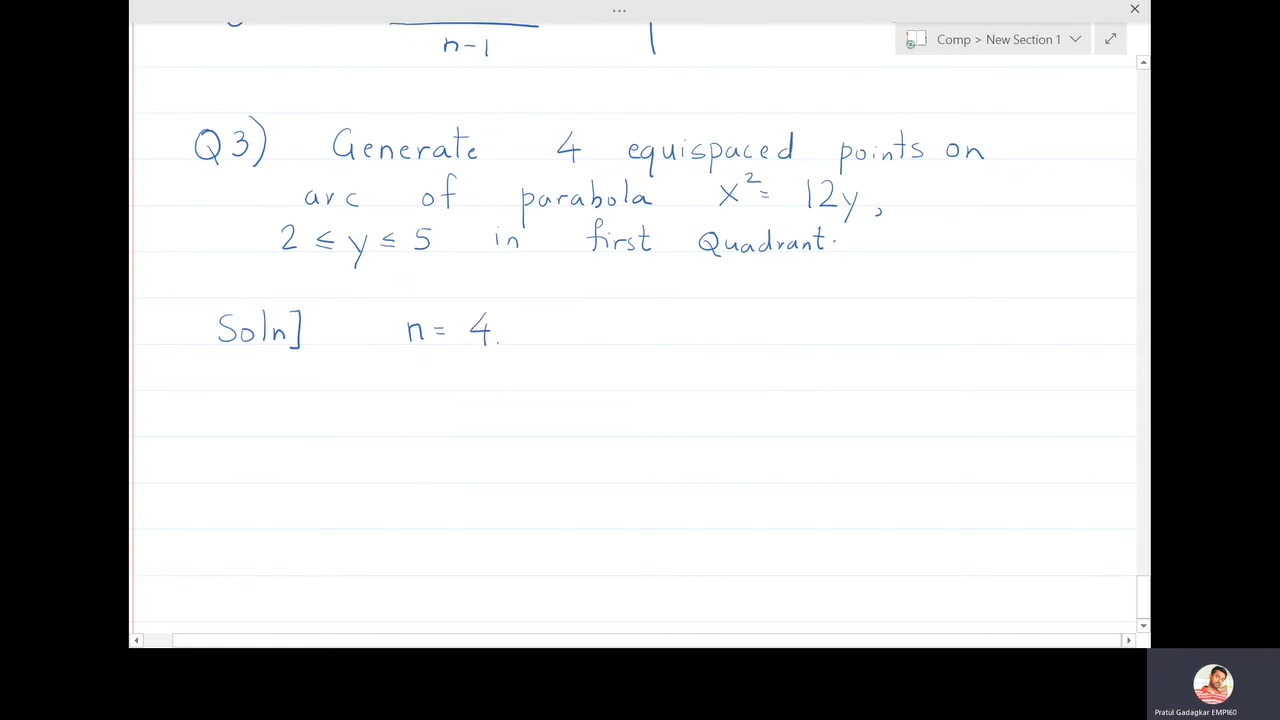 n-1
Comp > New Section 1
Q3) Generate 4 equispaced points on
arc of parabola x² = 12y,
2 ≤ y ≤ 5 in first Quadrant.
Soln] n = 4.
Pratul Gadagkar EMP160